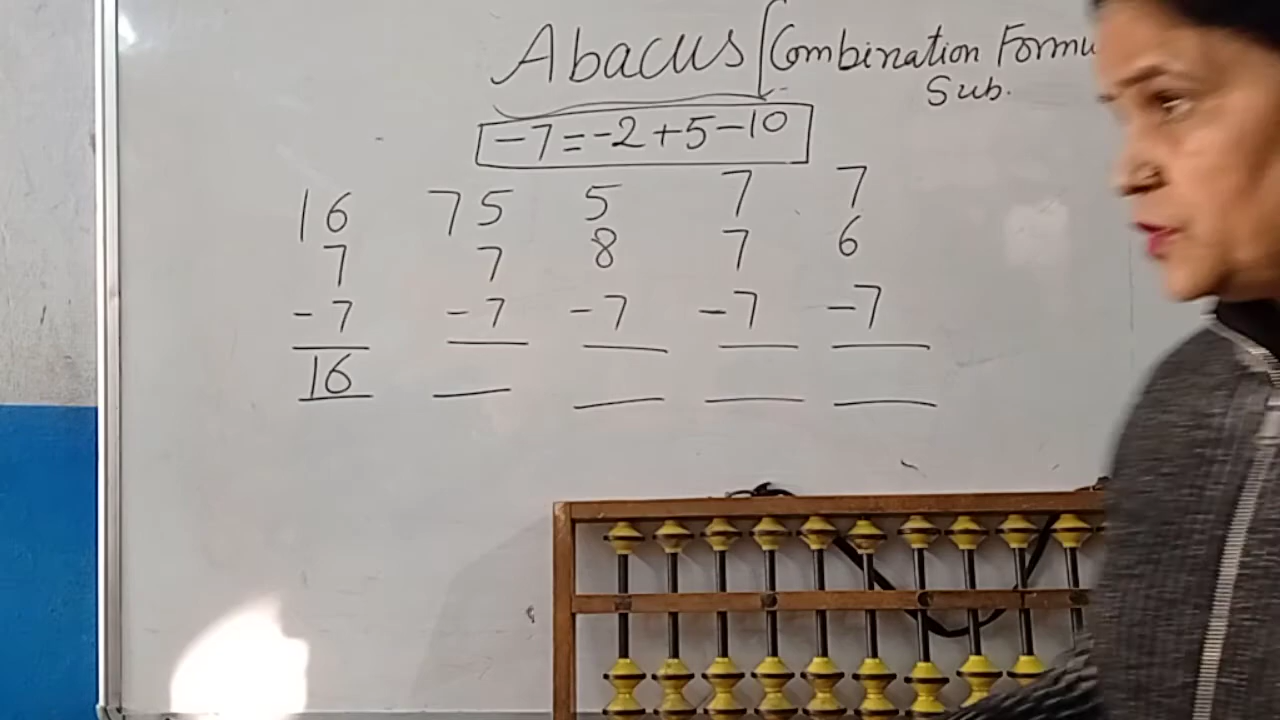 Abacus (Combination Formu
Sub.
-7=-2+5-10
16 75 5 7 7
7 7 8 7 6
-7 -7 -7 -7 -7
16